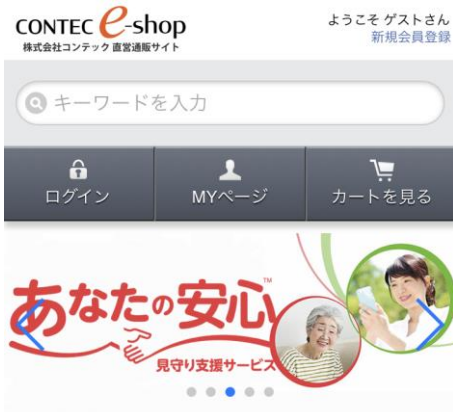 CONTEC e-shop
株式会社コンテック 直営通販サイト
ようこそ ゲストさん
新規会員登録
キーワードを入力
ログイン
MYページ
カートを見る
あなたの安心™
見守り支援サービス